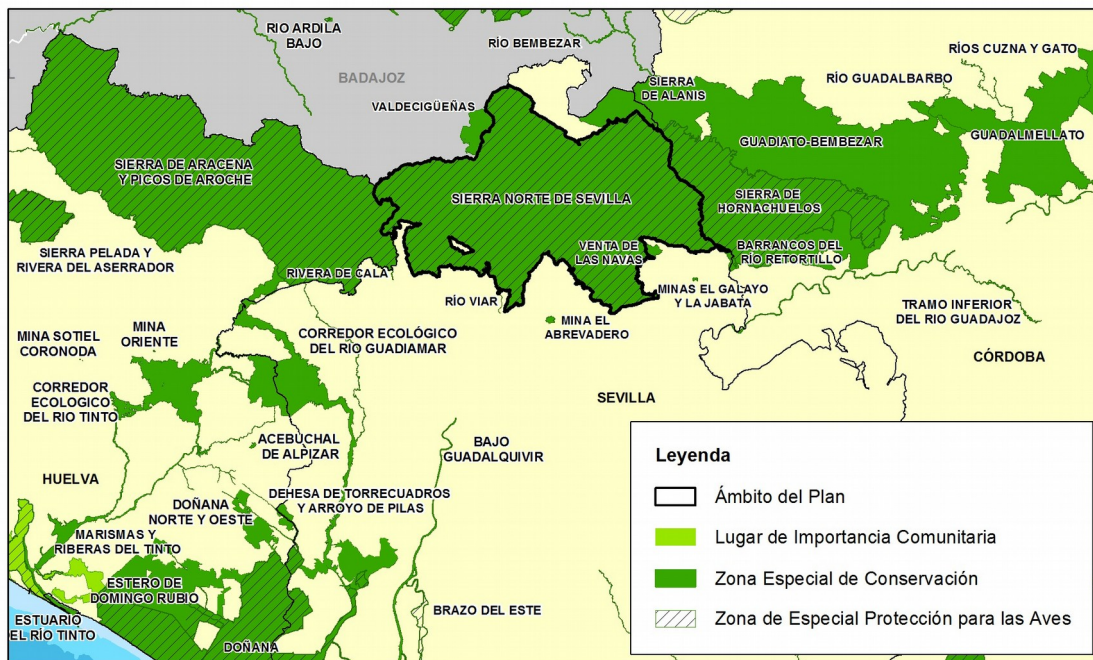 RIO ARDILA
BAJO
RÍO BEMBEZAR
RÍOS CUZNA Y GATO
BADAJOZ
SIERRA
DE ALANIS
RÍO GUADALBARBO
VALDECIGÜEÑAS
GUADIATO-BEMBEZAR
GUADALMELLATO
SIERRA DE ARACENA
Y PICOS DE AROCHE
SIERRA NORTE DE SEVILLA
SIERRA DE
HORNACHUELOS
SIERRA PELADA Y
RIVERA DEL ASERRADOR
VENTA DE
LAS NAVAS
BARRANCOS DEL
RÍO RETORTILLO
RIVERA DE CALA
RÍO VIAR
MINAS EL GALAYO
Y LA JABATA
TRAMO INFERIOR
DEL RIO GUADAJOZ
MINA EL
ABREVADERO
MINA SOTIEL
CORONODA
MINA
ORIENTE
CORREDOR ECOLÓGICO
DEL RÍO GUADIAMAR
CÓRDOBA
CORREDOR
ECOLOGICO
DEL RIO TINTO
SEVILLA
ACEBUCHAL
DE ALPIZAR
BAJO
GUADALQUIVIR
HUELVA
DOÑANA
NORTE Y OESTE
DEHESA DE TORRECUADROS
Y ARROYO DE PILAS
MARISMAS Y
RIBERAS DEL TINTO
ESTERO DE
DOMINGO RUBIO
BRAZO DEL ESTE
ESTUARIO
EL RÍO TINTO
DOÑANA
Leyenda
Ámbito del Plan
Lugar de Importancia Comunitaria
Zona Especial de Conservación
Zona de Especial Protección para las Aves